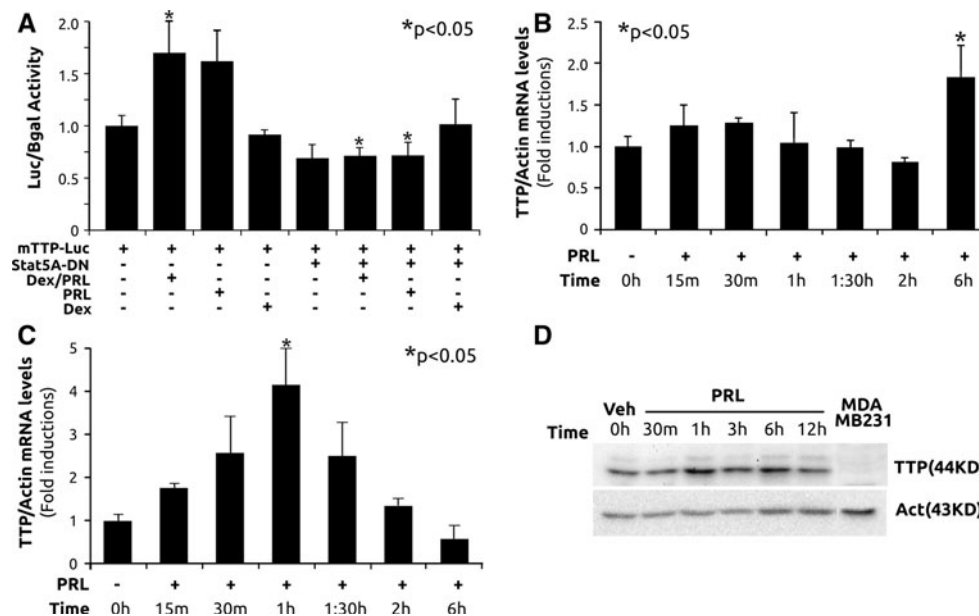 A
*p<0.05
Luc/Bgal Activity
2.0
1.5
1.0
0.5
0
*
*
*
mTTP-Luc + + + + + + + +
Stat5A-DN - - - - + + + +
Dex/PRL - + - - - + - -
PRL - - + - - - + -
Dex - - - + - - - +
B
*p<0.05
TTP/Actin mRNA levels
(Fold inductions)
2.5
2.0
1.5
1.0
0.5
0
*
PRL - + + + + + +
Time 0h 15m 30m 1h 1:30h 2h 6h
C
*p<0.05
TTP/Actin mRNA levels
(Fold inductions)
5
4
3
2
1
0
*
PRL - + + + + + +
Time 0h 15m 30m 1h 1:30h 2h 6h
D
Veh PRL MDA
MB231
Time 0h 30m 1h 3h 6h 12h
TTP(44KD
Act(43KD)